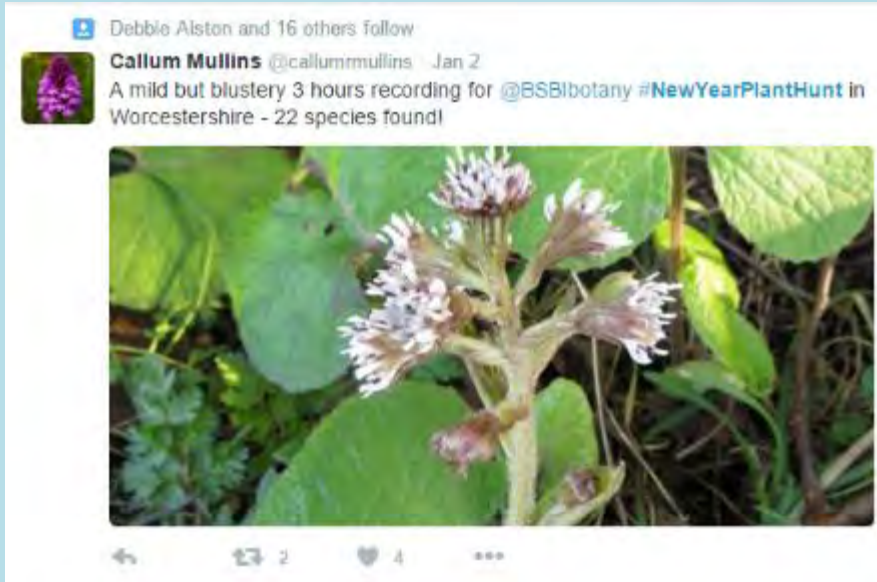 Debbie Alston and 16 others follow
Callum Mullins @callummullins Jan 2
A mild but blustery 3 hours recording for @BSBIbotany #NewYearPlantHunt in
Worcestershire - 22 species found!
2 4